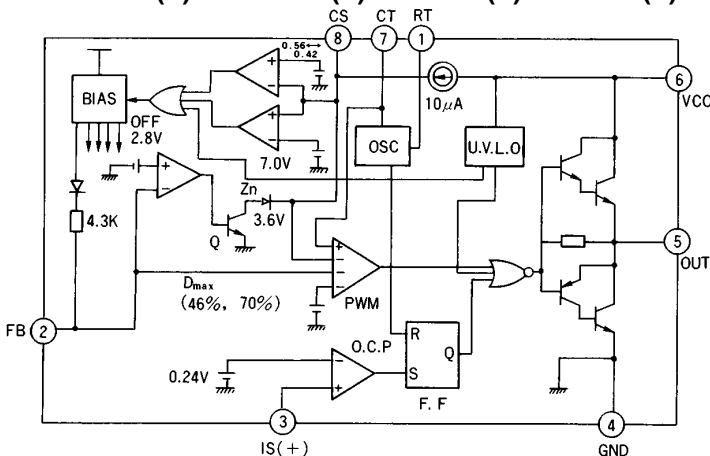 CS CT RT
8 7 1
0.56↔
0.42
6
VCC
10μA
BIAS
OFF
2.8V
7.0V
OSC
U.V.L.O
4.3K
Zn
3.6V
Q
5
OUT
Dmax
(46%, 70%)
PWM
FB 2
O.C.P
R
Q
S
0.24V
F.F
3
IS(+)
4
GND